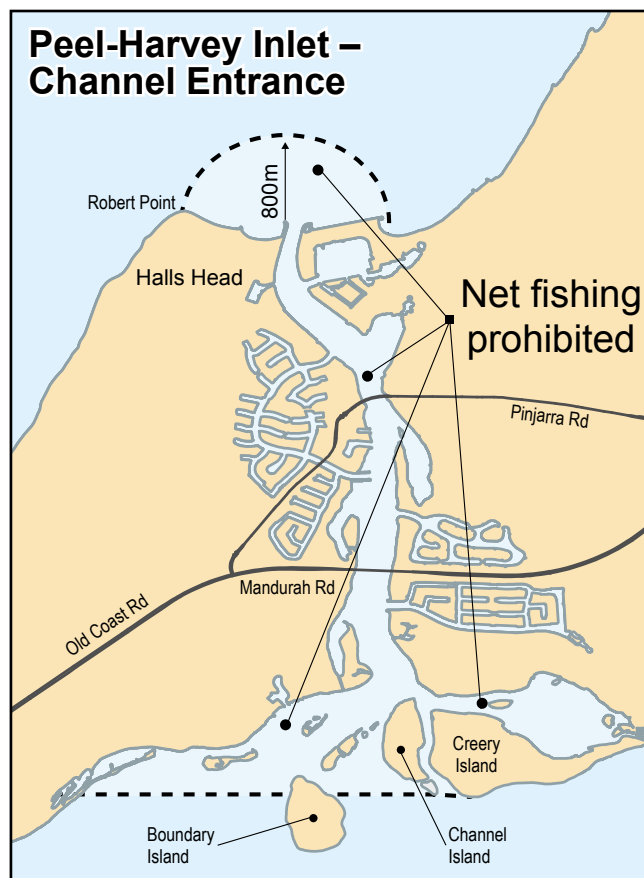 Peel-Harvey Inlet –
Channel Entrance
800m
Robert Point
Halls Head
Net fishing
prohibited
Pinjarra Rd
Mandurah Rd
Old Coast Rd
Creery
Island
Boundary
Island
Channel
Island